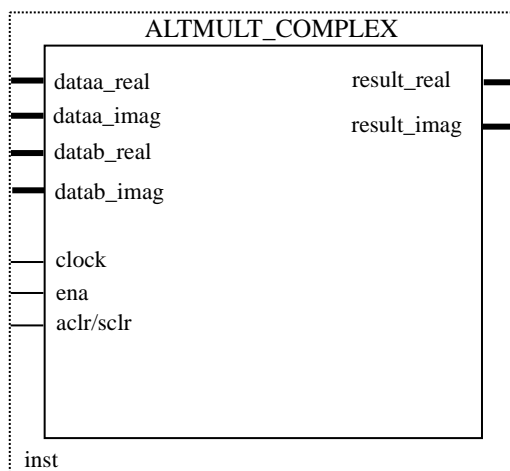 ALTMULT_COMPLEX
dataa_real
result_real
dataa_imag
result_imag
datab_real
datab_imag
clock
ena
aclr/sclr
inst